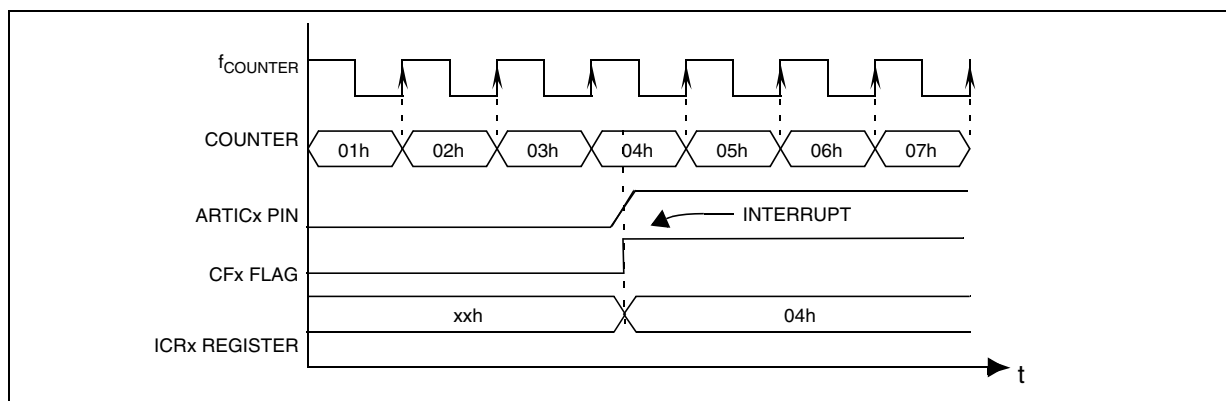 fCOUNTER
COUNTER
01h 02h 03h 04h 05h 06h 07h
ARTICx PIN
INTERRUPT
CFx FLAG
xxh 04h
ICRx REGISTER
t